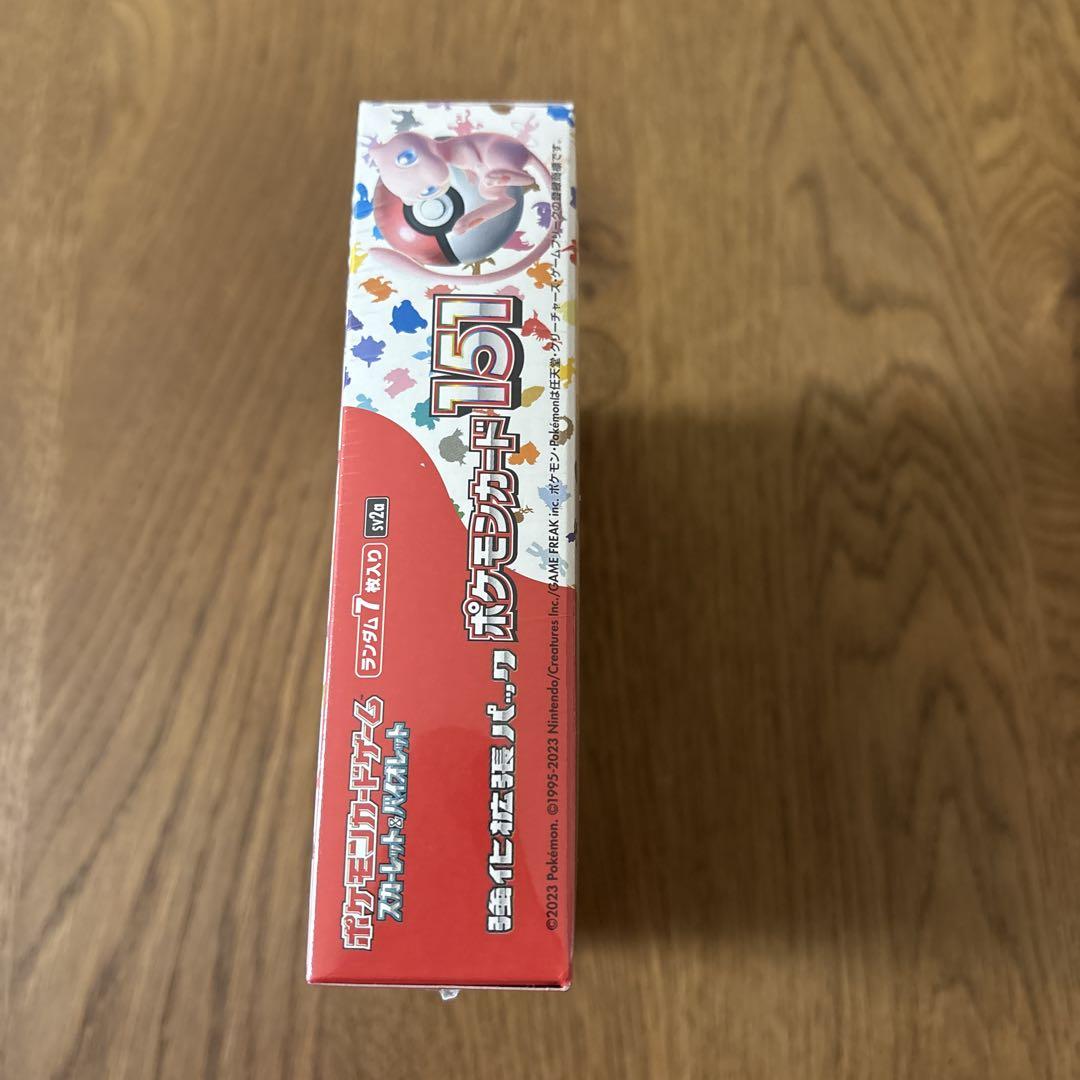 ポケモンカードゲーム™
スカーレット&バイオレット
ランダム7枚入り
sv2a
強化拡張パック
ポケモンカード151
©2023 Pokémon. ©1995-2023 Nintendo/Creatures Inc./GAME FREAK inc. ポケモン・Pokémonは任天堂・クリーチャーズ・ゲームフリークの登録商標です。